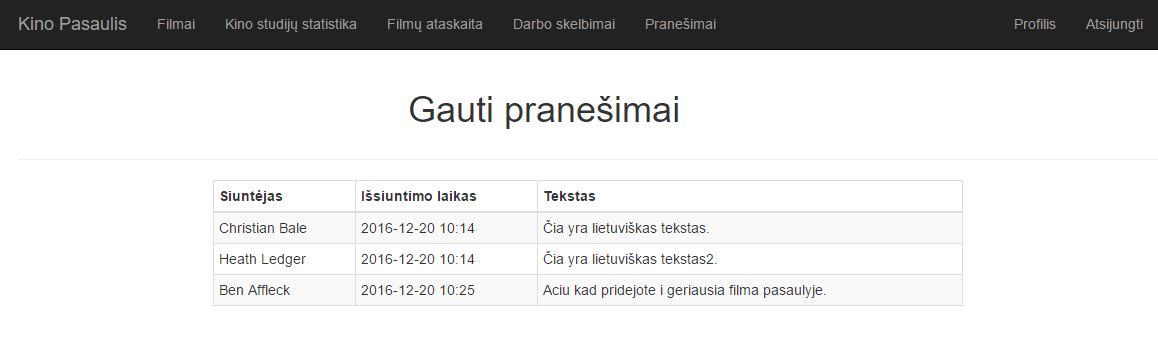 Kino Pasaulis Filmai Kino studijų statistika Filmų ataskaita Darbo skelbimai Pranešimai Profilis Atsijungti
Gauti pranešimai
Siuntėjas Išsiuntimo laikas Tekstas
Christian Bale 2016-12-20 10:14 Čia yra lietuviškas tekstas.
Heath Ledger 2016-12-20 10:14 Čia yra lietuviškas tekstas2.
Ben Affleck 2016-12-20 10:25 Aciu kad pridejote i geriausia filma pasaulyje.